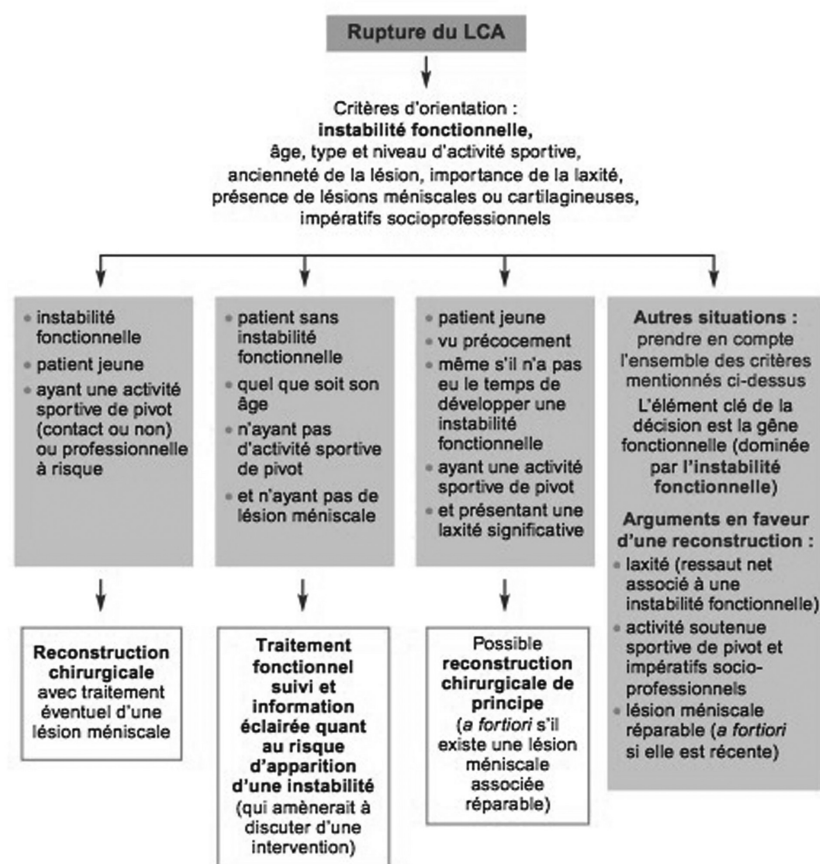 Rupture du LCA
Critères d'orientation :
instabilité fonctionnelle,
âge, type et niveau d'activité sportive,
ancienneté de la lésion, importance de la laxité,
présence de lésions méniscales ou cartilagineuses,
impératifs socioprofessionnels
• instabilité
fonctionnelle
• patient jeune
• ayant une activité
sportive de pivot
(contact ou non)
ou professionnelle
à risque
Reconstruction
chirurgicale
avec traitement
éventuel d'une
lésion méniscale
• patient sans
instabilité
fonctionnelle
• quel que soit son
âge
• n'ayant pas
d'activité sportive
de pivot
• et n'ayant pas de
lésion méniscale
Traitement
fonctionnel
suivi et
information
éclairée quant
au risque
d'apparition
d'une instabilité
(qui amènerait à
discuter d'une
intervention)
• patient jeune
• vu précocement
• même s'il n'a pas
eu le temps de
développer une
instabilité
fonctionnelle
• ayant une activité
sportive de pivot
• et présentant une
laxité significative
Possible
reconstruction
chirurgicale de
principe
(a fortiori s'il
existe une lésion
méniscale
associée
réparable)
Autres situations :
prendre en compte
l'ensemble des critères
mentionnés ci-dessus
L'élément clé de la
décision est la gêne
fonctionnelle (dominée
par l'instabilité
fonctionnelle)
Arguments en faveur
d'une reconstruction :
• laxité (ressaut net
associé à une
instabilité fonctionnelle)
• activité soutenue
sportive de pivot et
impératifs socio-
professionnels
• lésion méniscale
réparable (a fortiori
si elle est récente)